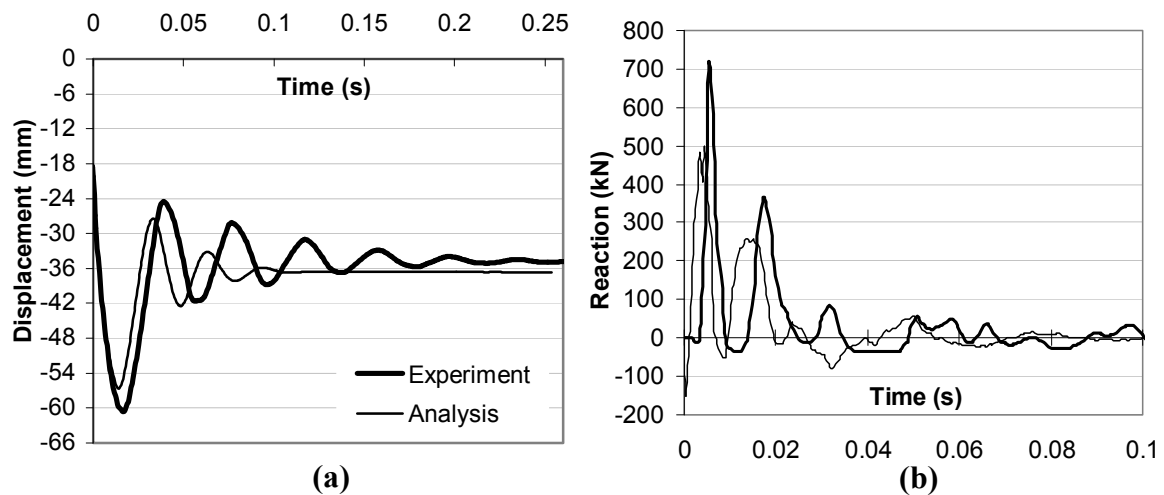 0 0.05 0.1 0.15 0.2 0.25
0
-6
-12
-18
-24
-30
-36
-42
-48
-54
-60
-66
Displacement (mm)
Time (s)
Experiment
Analysis
(a)
800
700
600
500
400
300
200
100
0
-100
-200
Reaction (kN)
Time (s)
0 0.02 0.04 0.06 0.08 0.1
(b)